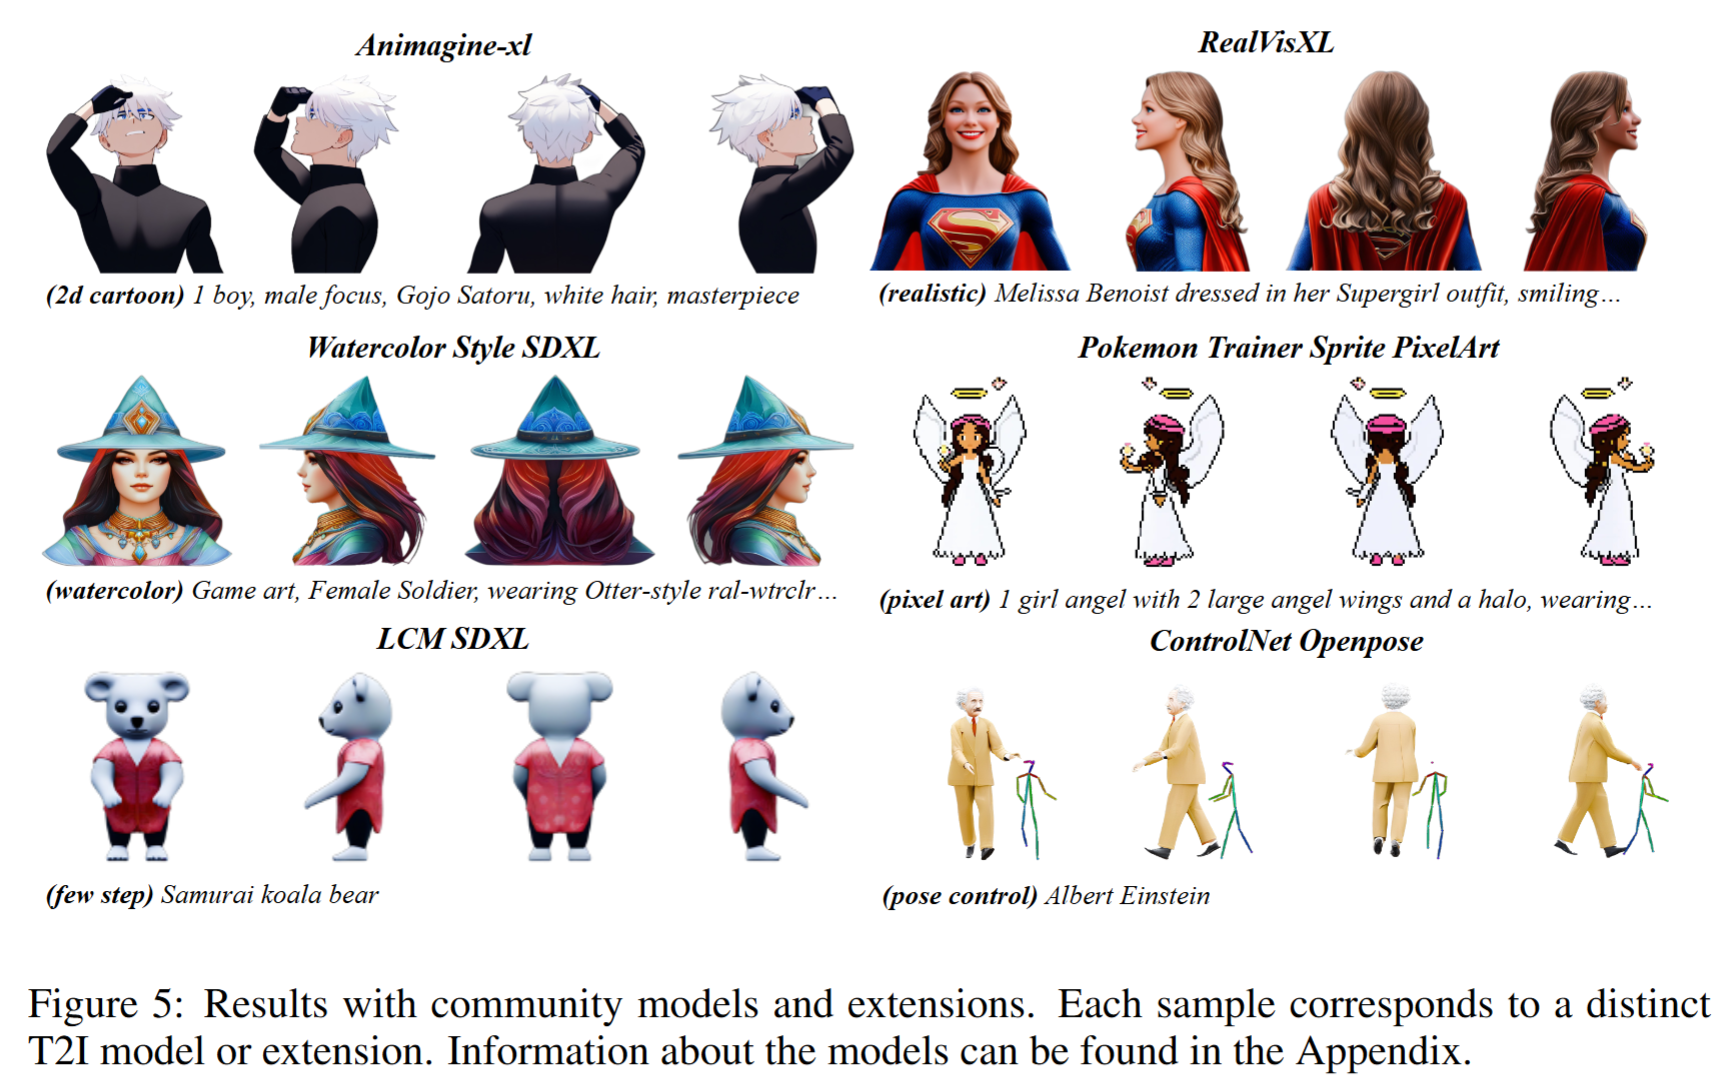 Animagine-xl
RealVisXL
(2d cartoon) 1 boy, male focus, Gojo Satoru, white hair, masterpiece
(realistic) Melissa Benoist dressed in her Supergirl outfit, smiling…
Watercolor Style SDXL
Pokemon Trainer Sprite PixelArt
(watercolor) Game art, Female Soldier, wearing Otter-style ral-wtrclr…
(pixel art) 1 girl angel with 2 large angel wings and a halo, wearing…
LCM SDXL
ControlNet Openpose
(few step) Samurai koala bear
(pose control) Albert Einstein
Figure 5: Results with community models and extensions. Each sample corresponds to a distinct
T2I model or extension. Information about the models can be found in the Appendix.